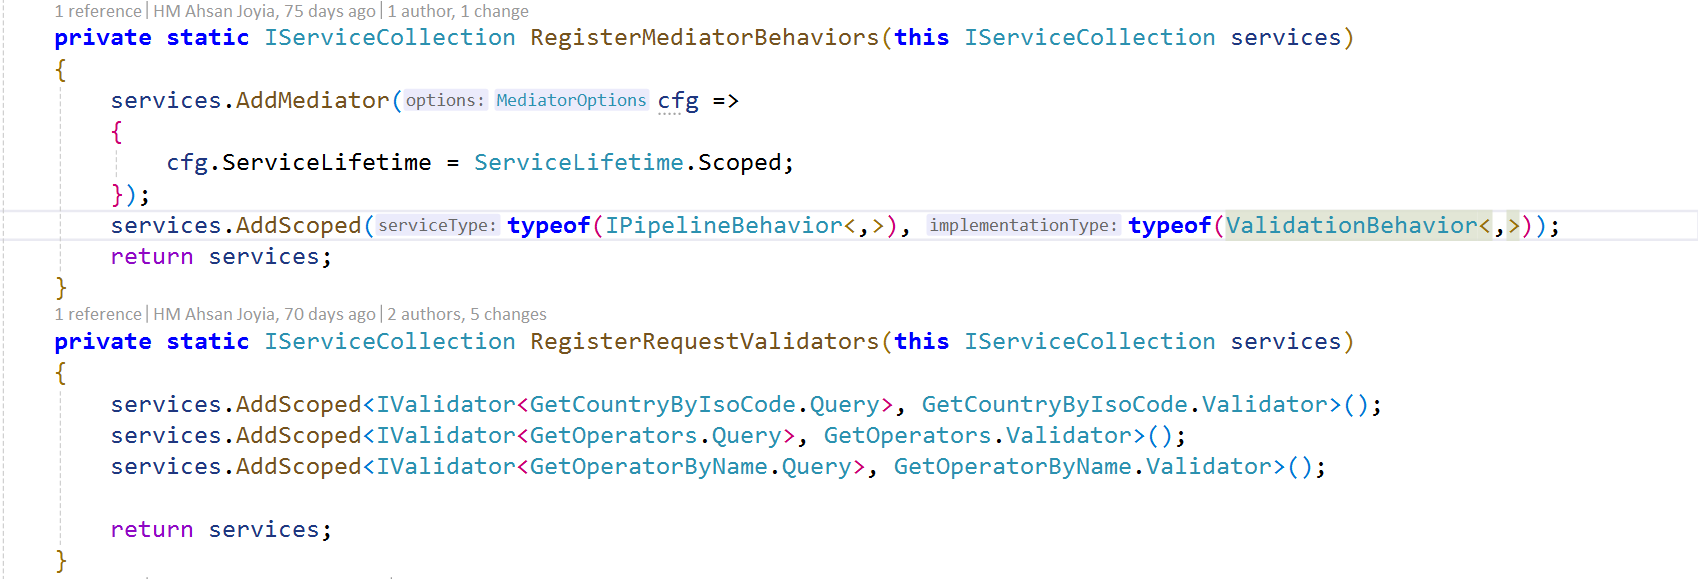 1 reference | HM Ahsan Joyia, 75 days ago | 1 author, 1 change
private static IServiceCollection RegisterMediatorBehaviors(this IServiceCollection services)
{
    services.AddMediator(options: MediatorOptions cfg =>
    {
        cfg.ServiceLifetime = ServiceLifetime.Scoped;
    });
    services.AddScoped(serviceType: typeof(IPipelineBehavior<,>), implementationType: typeof(ValidationBehavior<,>));
    return services;
}
1 reference | HM Ahsan Joyia, 70 days ago | 2 authors, 5 changes
private static IServiceCollection RegisterRequestValidators(this IServiceCollection services)
{
    services.AddScoped<IValidator<GetCountryByIsoCode.Query>, GetCountryByIsoCode.Validator>();
    services.AddScoped<IValidator<GetOperators.Query>, GetOperators.Validator>();
    services.AddScoped<IValidator<GetOperatorByName.Query>, GetOperatorByName.Validator>();

    return services;
}